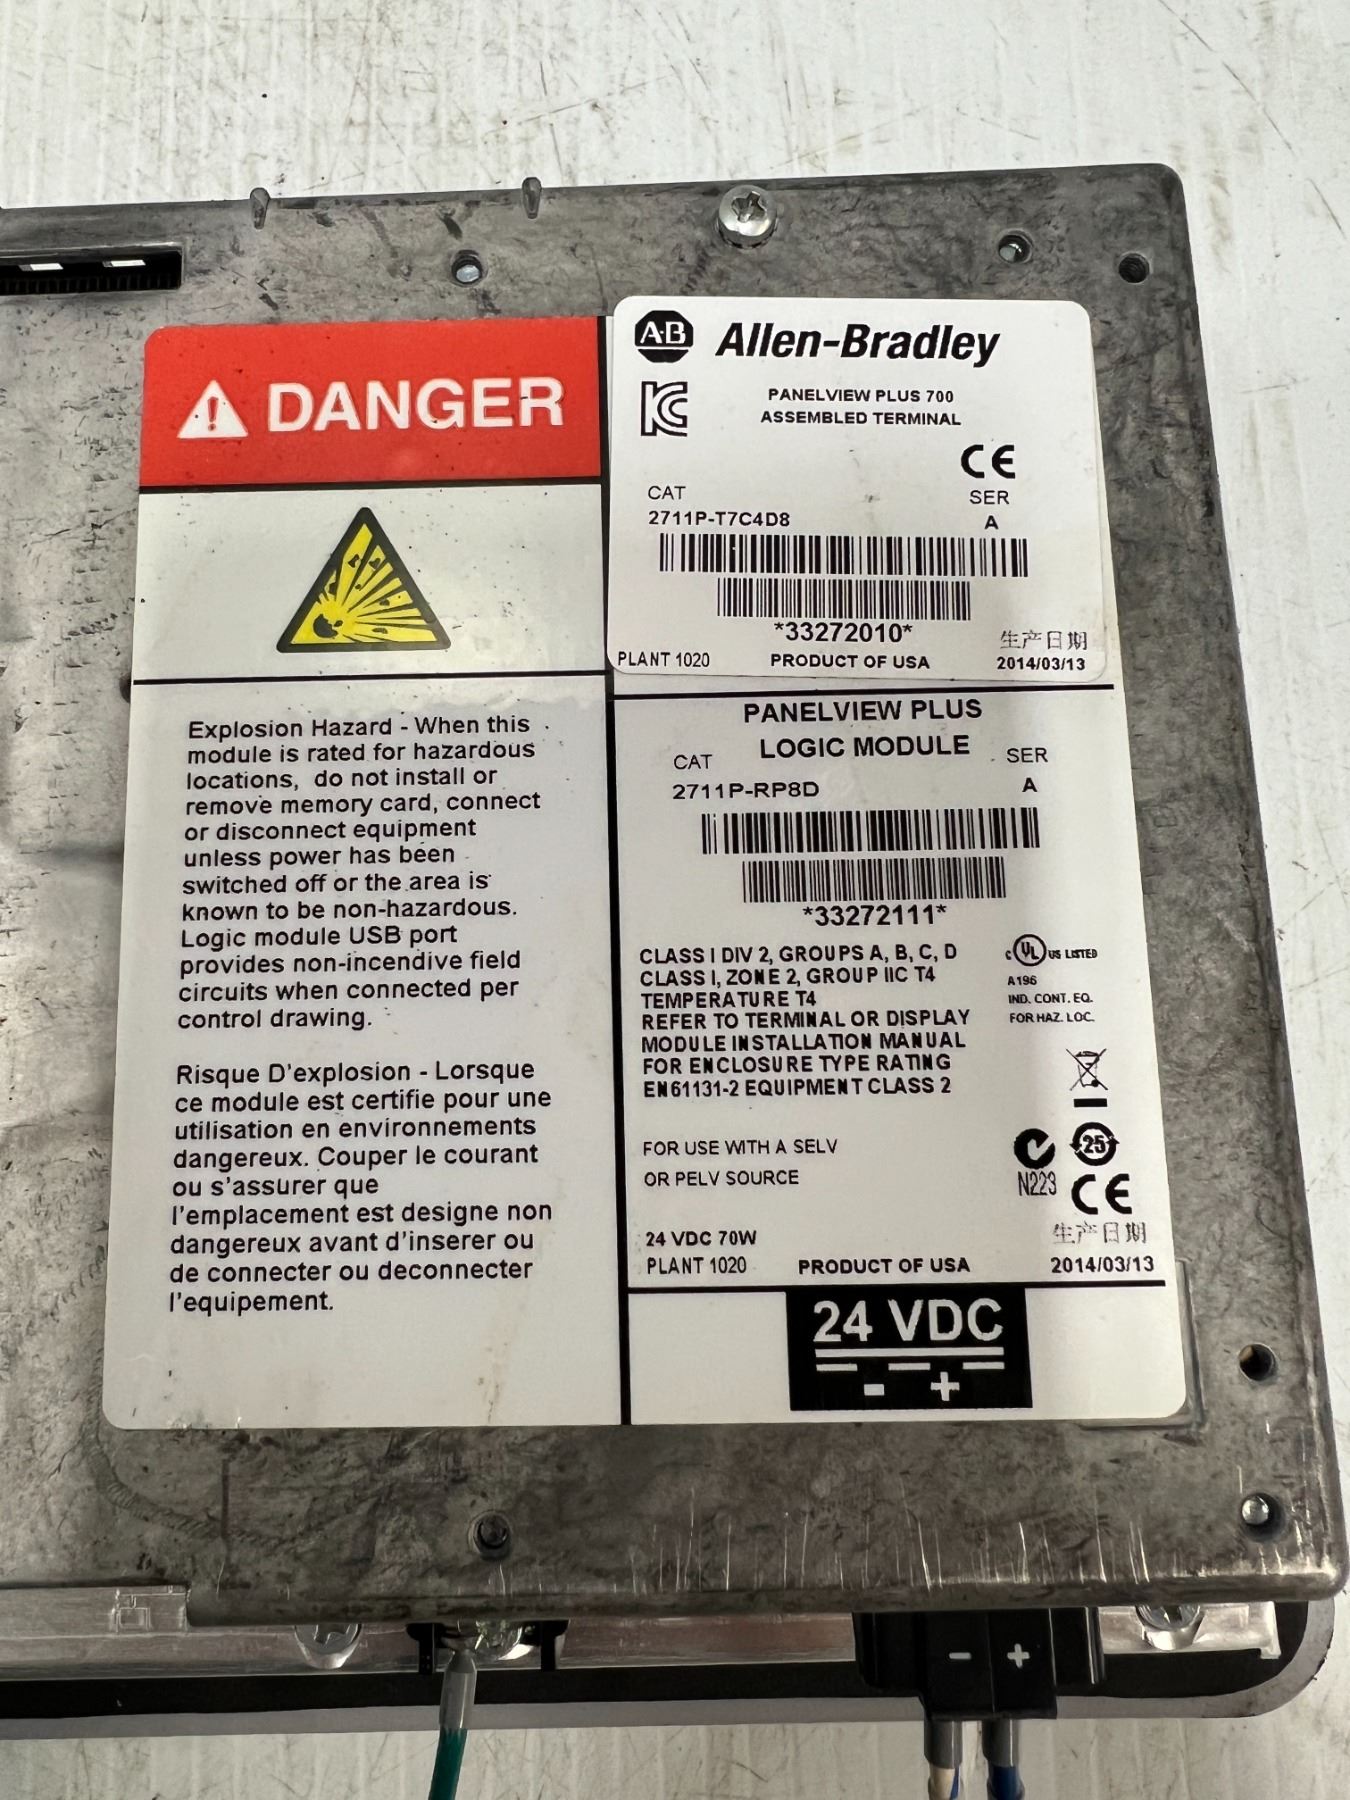 DANGER
Explosion Hazard - When this
module is rated for hazardous
locations, do not install or
remove memory card, connect
or disconnect equipment
unless power has been
switched off or the area is
known to be non-hazardous.
Logic module USB port
provides non-incendive field
circuits when connected per
control drawing.
Risque D'explosion - Lorsque
ce module est certifie pour une
utilisation en environnements
dangereux. Couper le courant
ou s'assurer que
l'emplacement est designe non
dangereux avant d'inserer ou
de connecter ou deconnecter
l'equipement.
A·B Allen-Bradley
PANELVIEW PLUS 700
ASSEMBLED TERMINAL
CE
CAT SER
2711P-T7C4D8 A
*33272010*
生产日期
PLANT 1020 PRODUCT OF USA 2014/03/13
PANELVIEW PLUS
LOGIC MODULE
CAT SER
2711P-RP8D A
*33272111*
CLASS I DIV 2, GROUPS A, B, C, D
CLASS I, ZONE 2, GROUP IIC T4
TEMPERATURE T4
REFER TO TERMINAL OR DISPLAY
MODULE INSTALLATION MANUAL
FOR ENCLOSURE TYPE RATING
EN61131-2 EQUIPMENT CLASS 2
c UL US LISTED
A196
IND. CONT. EQ.
FOR HAZ. LOC.
FOR USE WITH A SELV
OR PELV SOURCE
25
N223
CE
生产日期
24 VDC 70W
PLANT 1020 PRODUCT OF USA 2014/03/13
24 VDC
- +
- +